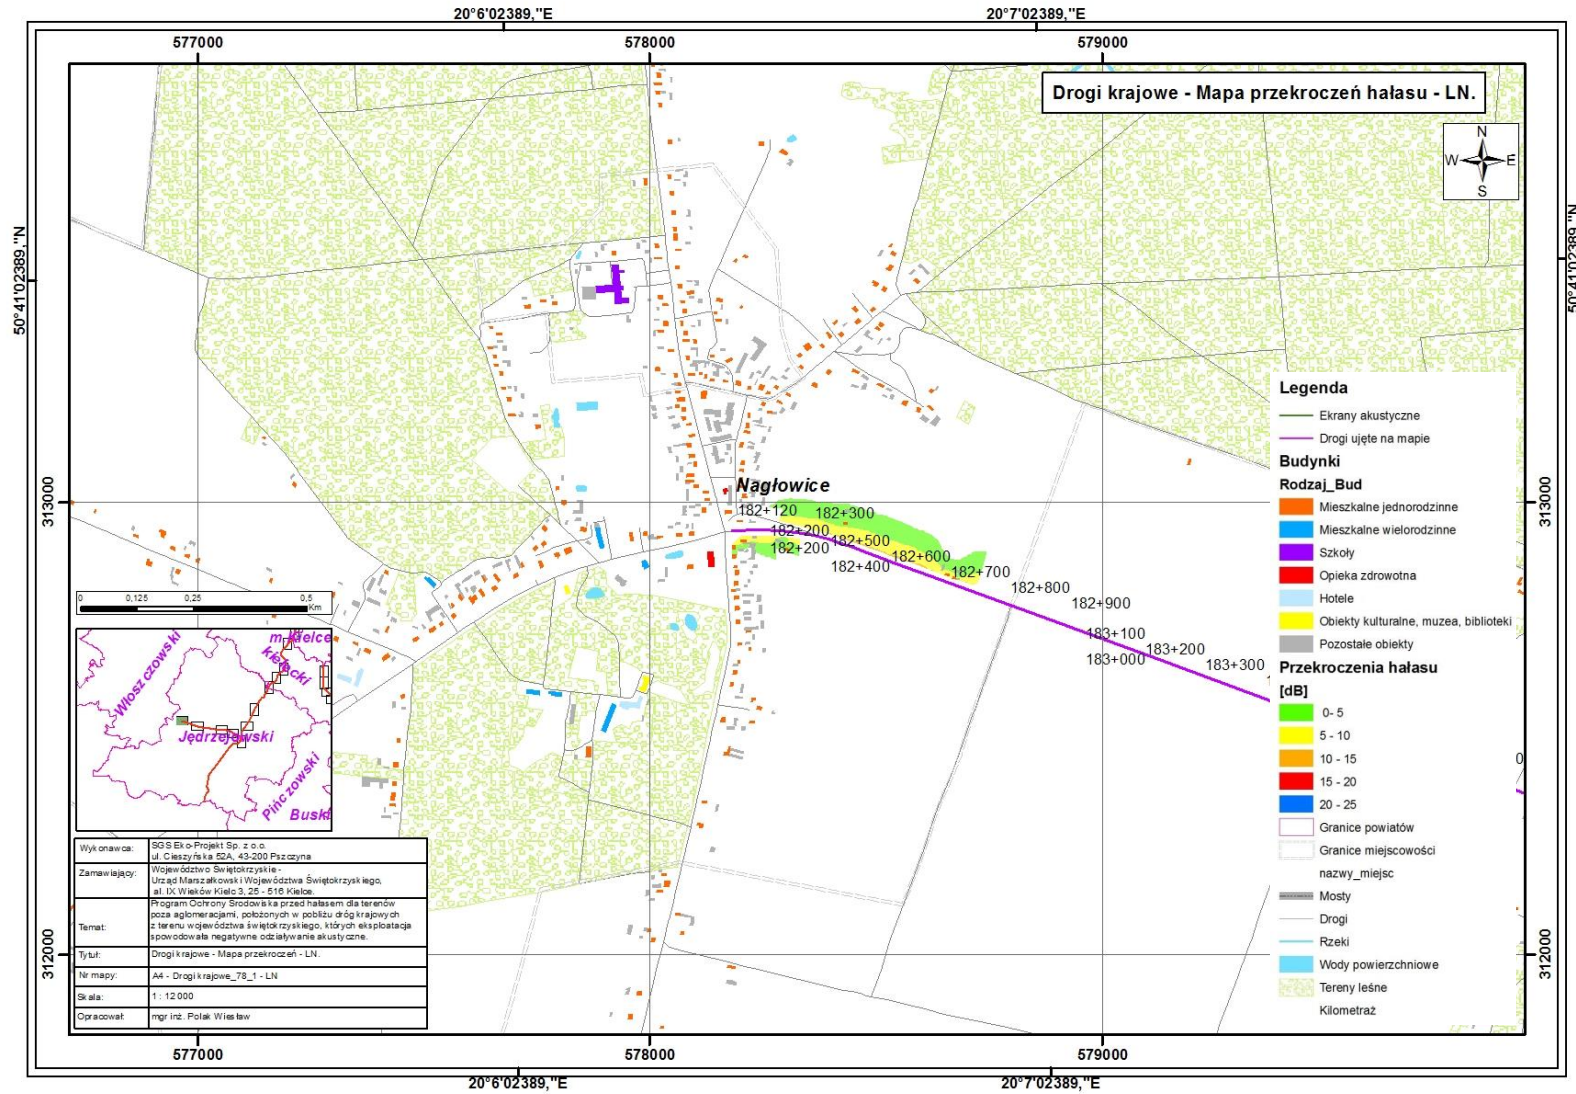 20°6'02389,"E
20°7'02389,"E
577000
578000
579000
Drogi krajowe - Mapa przekroczeń hałasu - LN.
N
W
E
S
50°41'02389,"N
50°41'02389,"N
Legenda
Ekrany akustyczne
Drogi ujęte na mapie
Budynki
Rodzaj_Bud
Mieszkalne jednorodzinne
Mieszkalne wielorodzinne
Szkoły
Opieka zdrowotna
Hotele
Obiekty kulturalne, muzea, biblioteki
Pozostałe obiekty
Przekroczenia hałasu
[dB]
0- 5
5 - 10
10 - 15
15 - 20
20 - 25
Granice powiatów
Granice miejscowości
nazwy_miejsc
Mosty
Drogi
Rzeki
Wody powierzchniowe
Tereny leśne
Kilometraż
313000
313000
Nagłowice
182+120
182+300
182+200
182+200
182+500
182+400
182+600
182+700
182+800
182+900
183+100
183+000
183+200
183+300
0
0,125
0,25
0,5
Km
m.Kielce
kielecki
Włoszczowski
Jędrzejewski
Pińczowski
Buski
Wykonawca:
SGS Eko-Projekt Sp. z o.o.
ul. Cieszyńska 52A, 43-200 Pszczyna
Zamawiający:
Województwo Świętokrzyskie -
Urząd Marszałkowski Województwa Świętokrzyskiego,
al. IX Wieków Kielc 3, 25 - 516 Kielce.
Temat:
Program Ochrony Środowiska przed hałasem dla terenów
poza aglomeracjami, położonych w pobliżu dróg krajowych
z terenu województwa świętokrzyskiego, których eksploatacja
spowodowała negatywne odziaływanie akustyczne.
Tytuł:
Drogi krajowe - Mapa przekroczeń - LN.
Nr mapy:
A4 - Drogi krajowe_78_1 - LN
Skala:
1 : 12 000
Opracował:
mgr inż. Polak Wiesław
312000
312000
577000
578000
579000
20°6'02389,"E
20°7'02389,"E